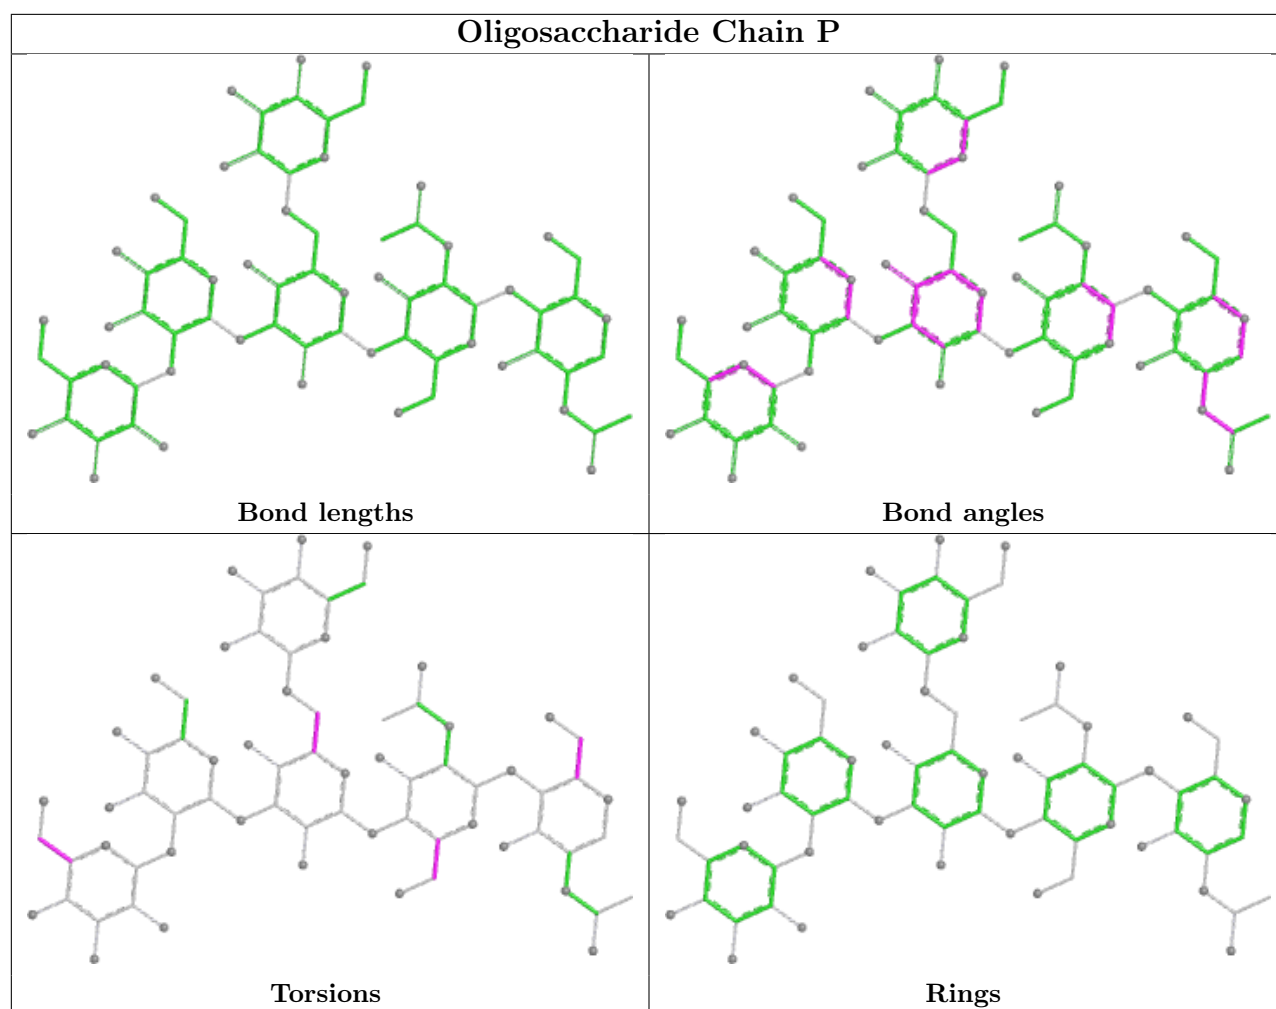 Oligosaccharide Chain P
Bond lengths
Bond angles
Torsions
Rings